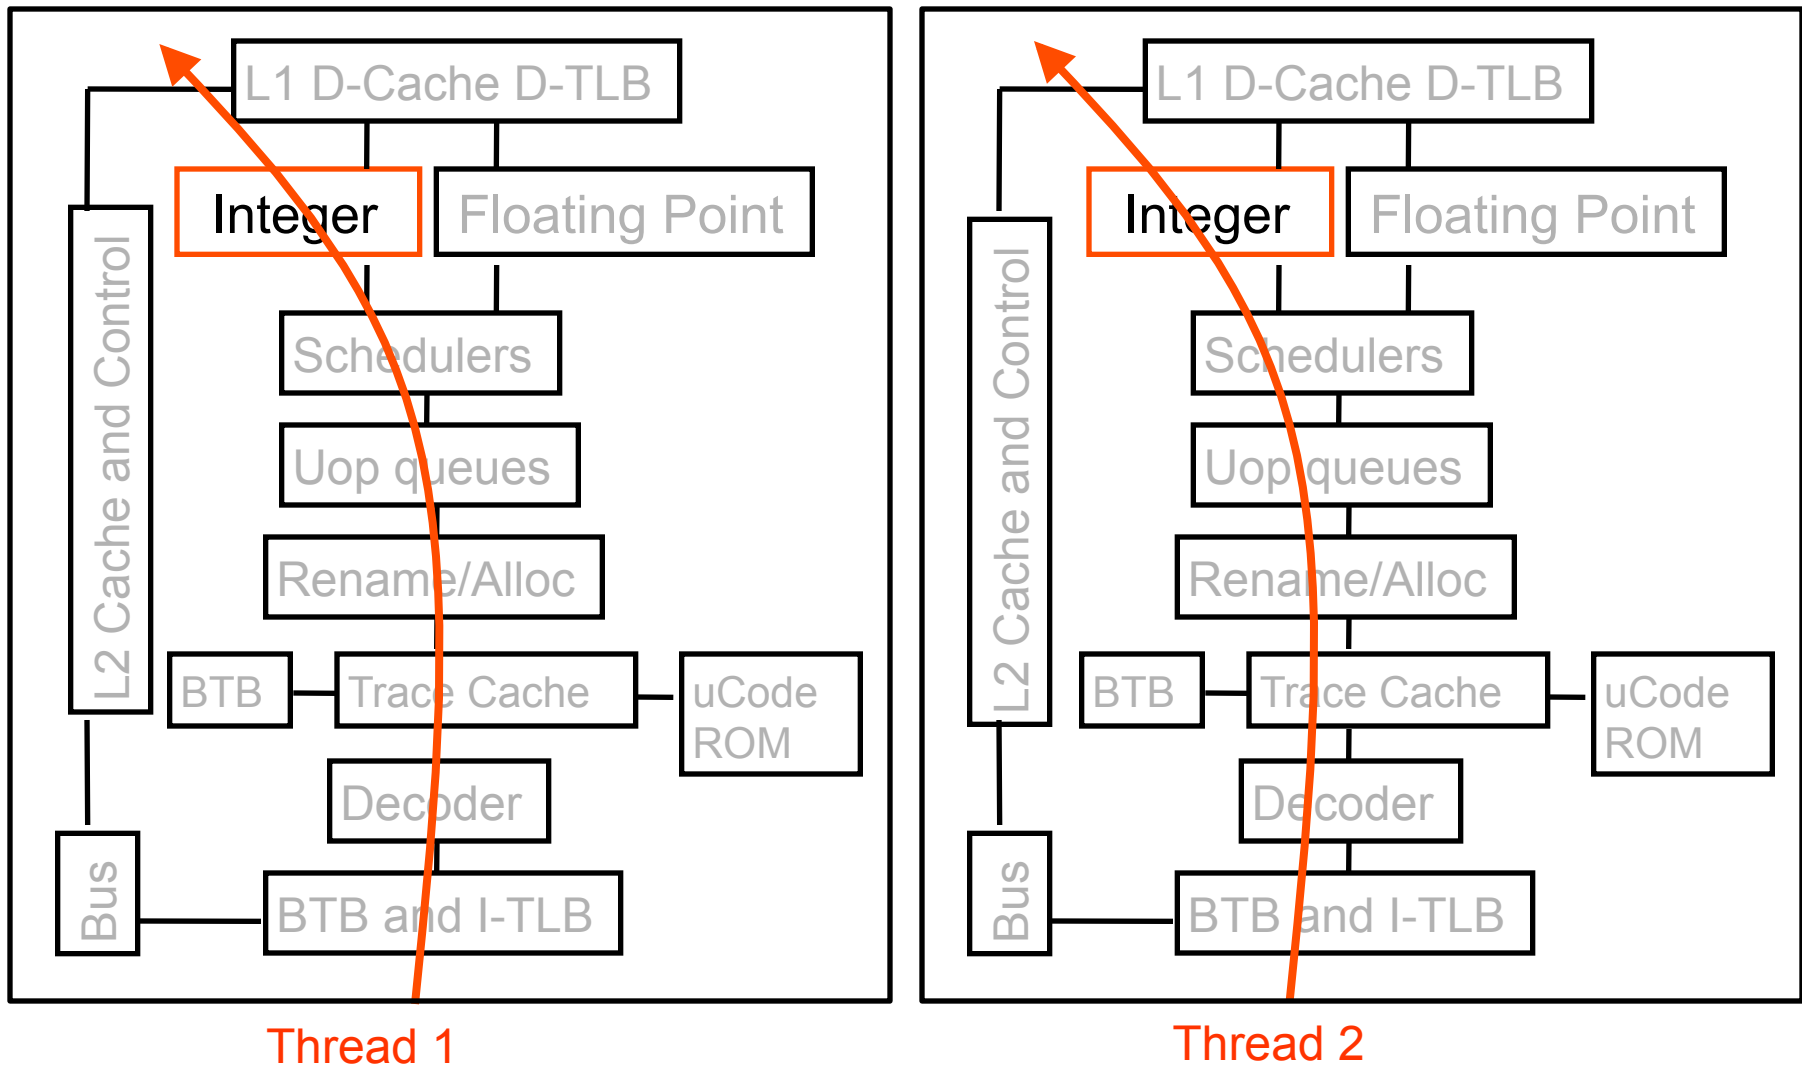 L1 D-Cache D-TLB
Integer
Floating Point
L2 Cache and Control
Schedulers
Uop queues
Rename/Alloc
BTB
Trace Cache
uCode
ROM
Decoder
Bus
BTB and I-TLB
Thread 1
L1 D-Cache D-TLB
Integer
Floating Point
L2 Cache and Control
Schedulers
Uop queues
Rename/Alloc
BTB
Trace Cache
uCode
ROM
Decoder
Bus
BTB and I-TLB
Thread 2